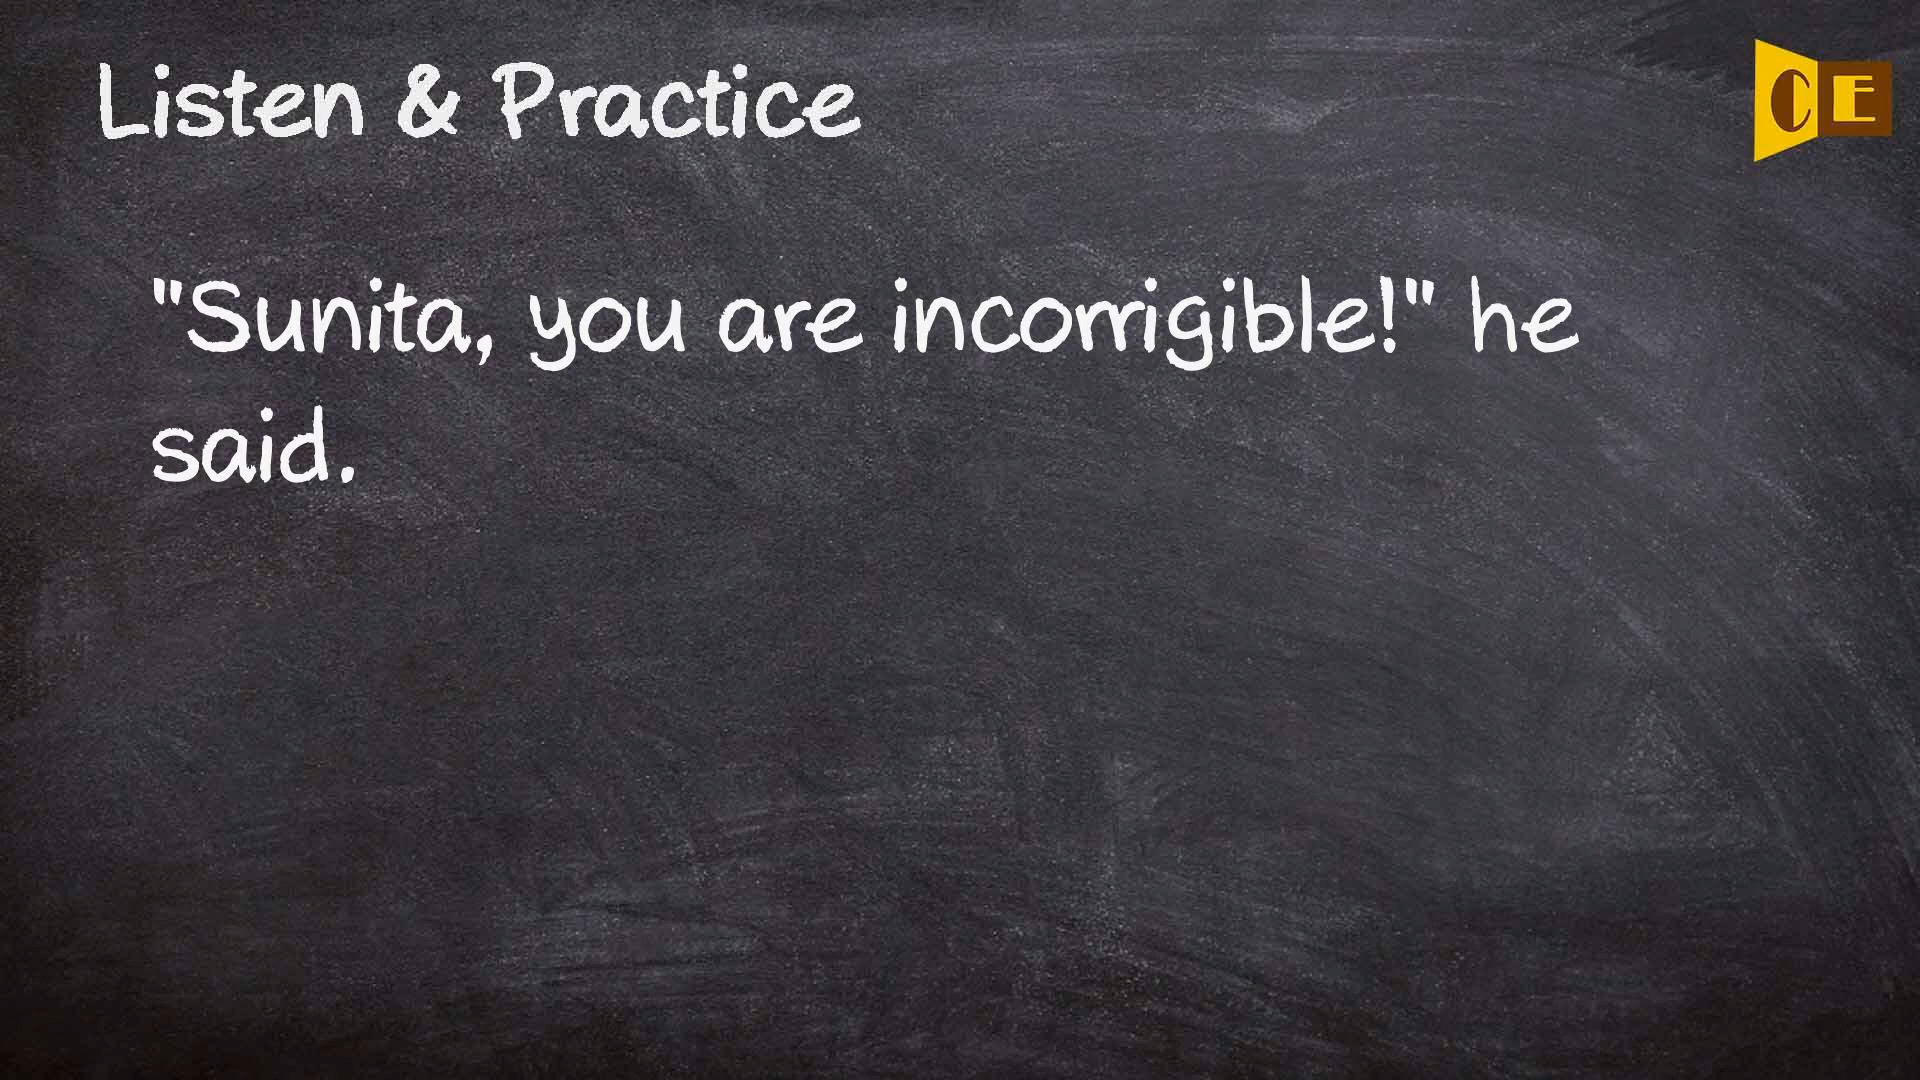 Listen & Practice
CE
"Sunita, you are incorrigible!" he
said.